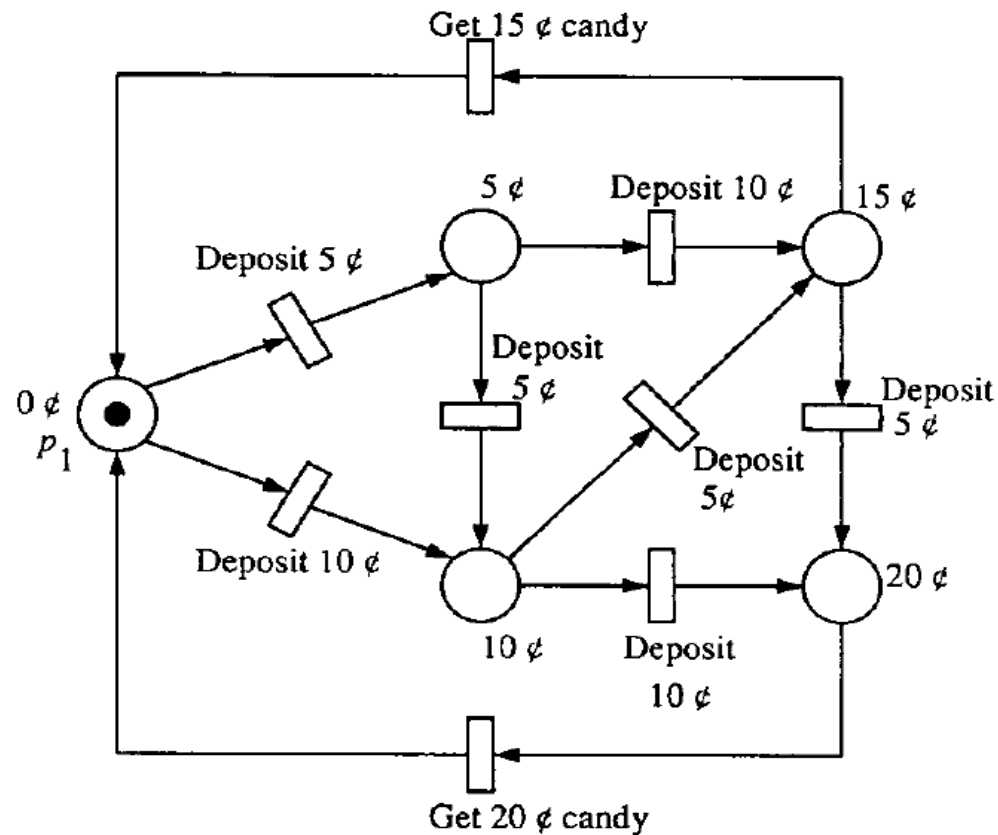 Get 15 ¢ candy
5 ¢
Deposit 10 ¢
15 ¢
Deposit 5 ¢
Deposit
5 ¢
0 ¢
p1
Deposit
5 ¢
Deposit
5¢
Deposit 10 ¢
20 ¢
10 ¢
Deposit
10 ¢
Get 20 ¢ candy